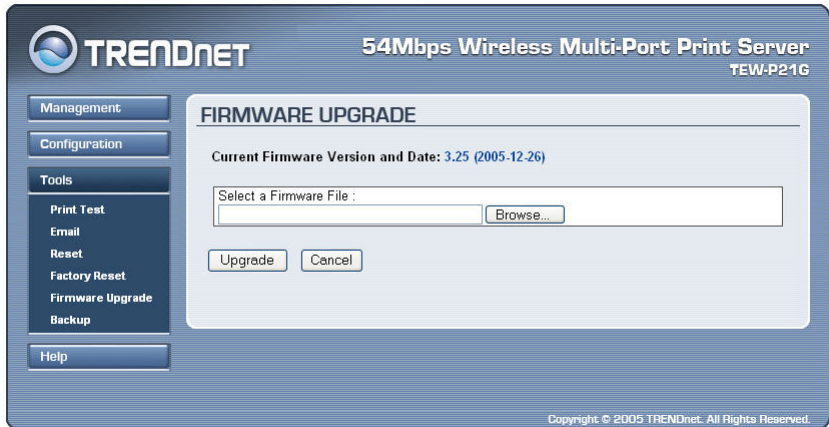 TRENDnet
54Mbps Wireless Multi-Port Print Server
TEW-P21G
Management
Configuration
Tools
Print Test
Email
Reset
Factory Reset
Firmware Upgrade
Backup
Help
FIRMWARE UPGRADE
Current Firmware Version and Date: 3.25 (2005-12-26)
Select a Firmware File :
Browse...
Upgrade Cancel
Copyright © 2005 TRENDnet. All Rights Reserved.